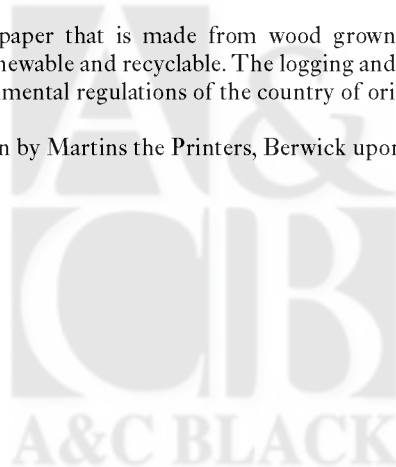 paper that is made from wood grown
newable and recyclable. The logging and
mental regulations of the country of ori
n by Martins the Printers, Berwick upon
A&
CB
A&C BLACK